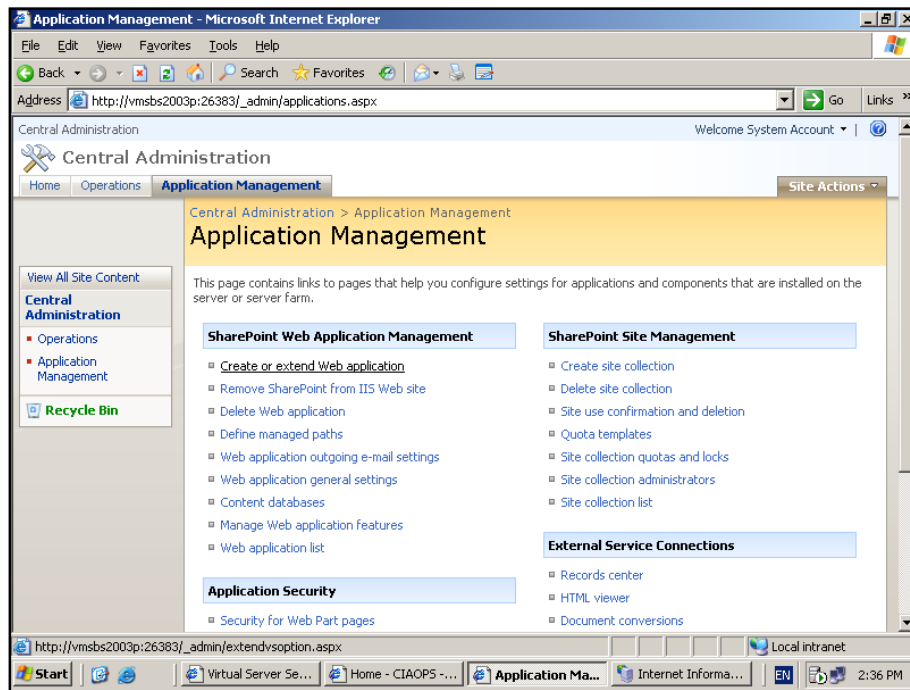 Application Management - Microsoft Internet Explorer
File Edit View Favorites Tools Help
Back Search Favorites
Address http://vmsbs2003p:26383/_admin/applications.aspx Go Links »
Central Administration Welcome System Account
Central Administration
Home Operations Application Management Site Actions
Central Administration > Application Management
Application Management
View All Site Content
Central
Administration
Operations
Application
Management
Recycle Bin
This page contains links to pages that help you configure settings for applications and components that are installed on the
server or server farm.
SharePoint Web Application Management
Create or extend Web application
Remove SharePoint from IIS Web site
Delete Web application
Define managed paths
Web application outgoing e-mail settings
Web application general settings
Content databases
Manage Web application features
Web application list
Application Security
Security for Web Part pages
SharePoint Site Management
Create site collection
Delete site collection
Site use confirmation and deletion
Quota templates
Site collection quotas and locks
Site collection administrators
Site collection list
External Service Connections
Records center
HTML viewer
Document conversions
http://vmsbs2003p:26383/_admin/extendvsoption.aspx Local intranet
Start Virtual Server Se... Home - CIAOPS -... Application Ma... Internet Informa... EN 2:36 PM